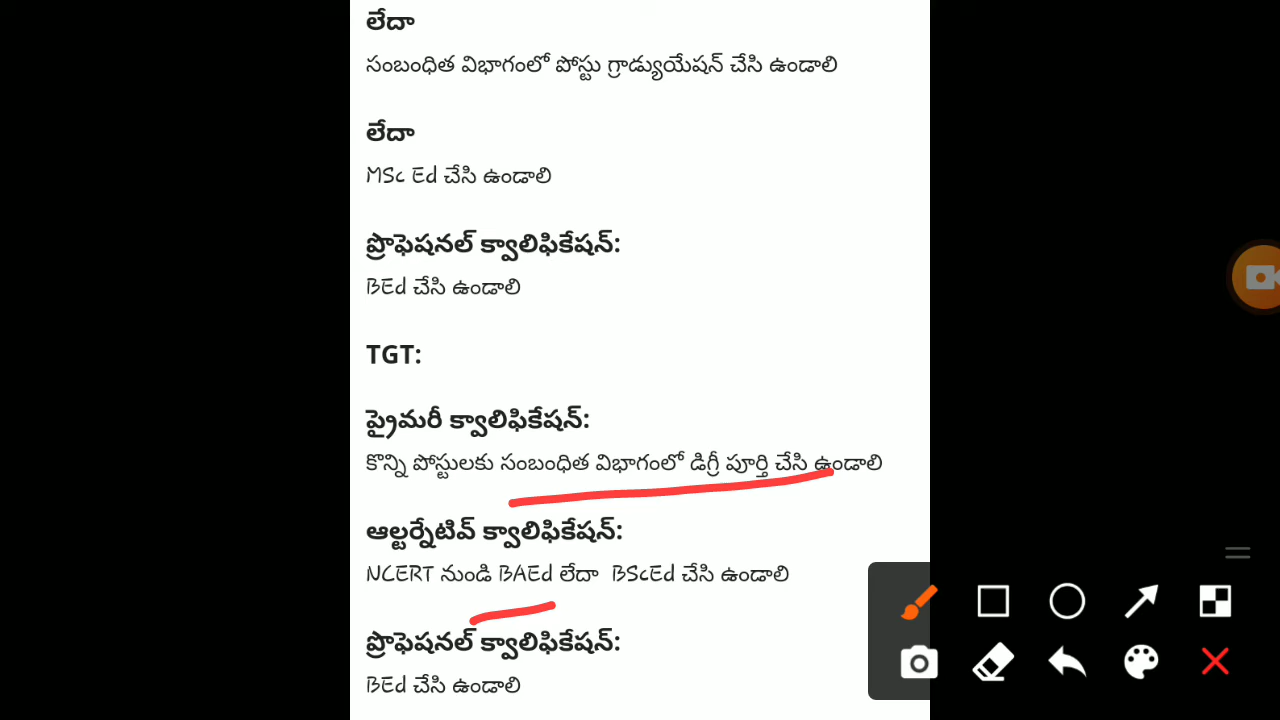 లేదా
సంబంధిత విభాగంలో పోస్టు గ్రాడ్యుయేషన్ చేసి ఉండాలి
లేదా
MSc Ed చేసి ఉండాలి
ప్రొఫెషనల్ క్వాలిఫికేషన్:
BEd చేసి ఉండాలి
TGT:
ప్రైమరీ క్వాలిఫికేషన్:
కొన్ని పోస్టులకు సంబంధిత విభాగంలో డిగ్రీ పూర్తి చేసి ఉండాలి
ఆల్టర్నేటివ్ క్వాలిఫికేషన్:
NCERT నుండి BAEd లేదా BScEd చేసి ఉండాలి
ప్రొఫెషనల్ క్వాలిఫికేషన్:
BEd చేసి ఉండాలి